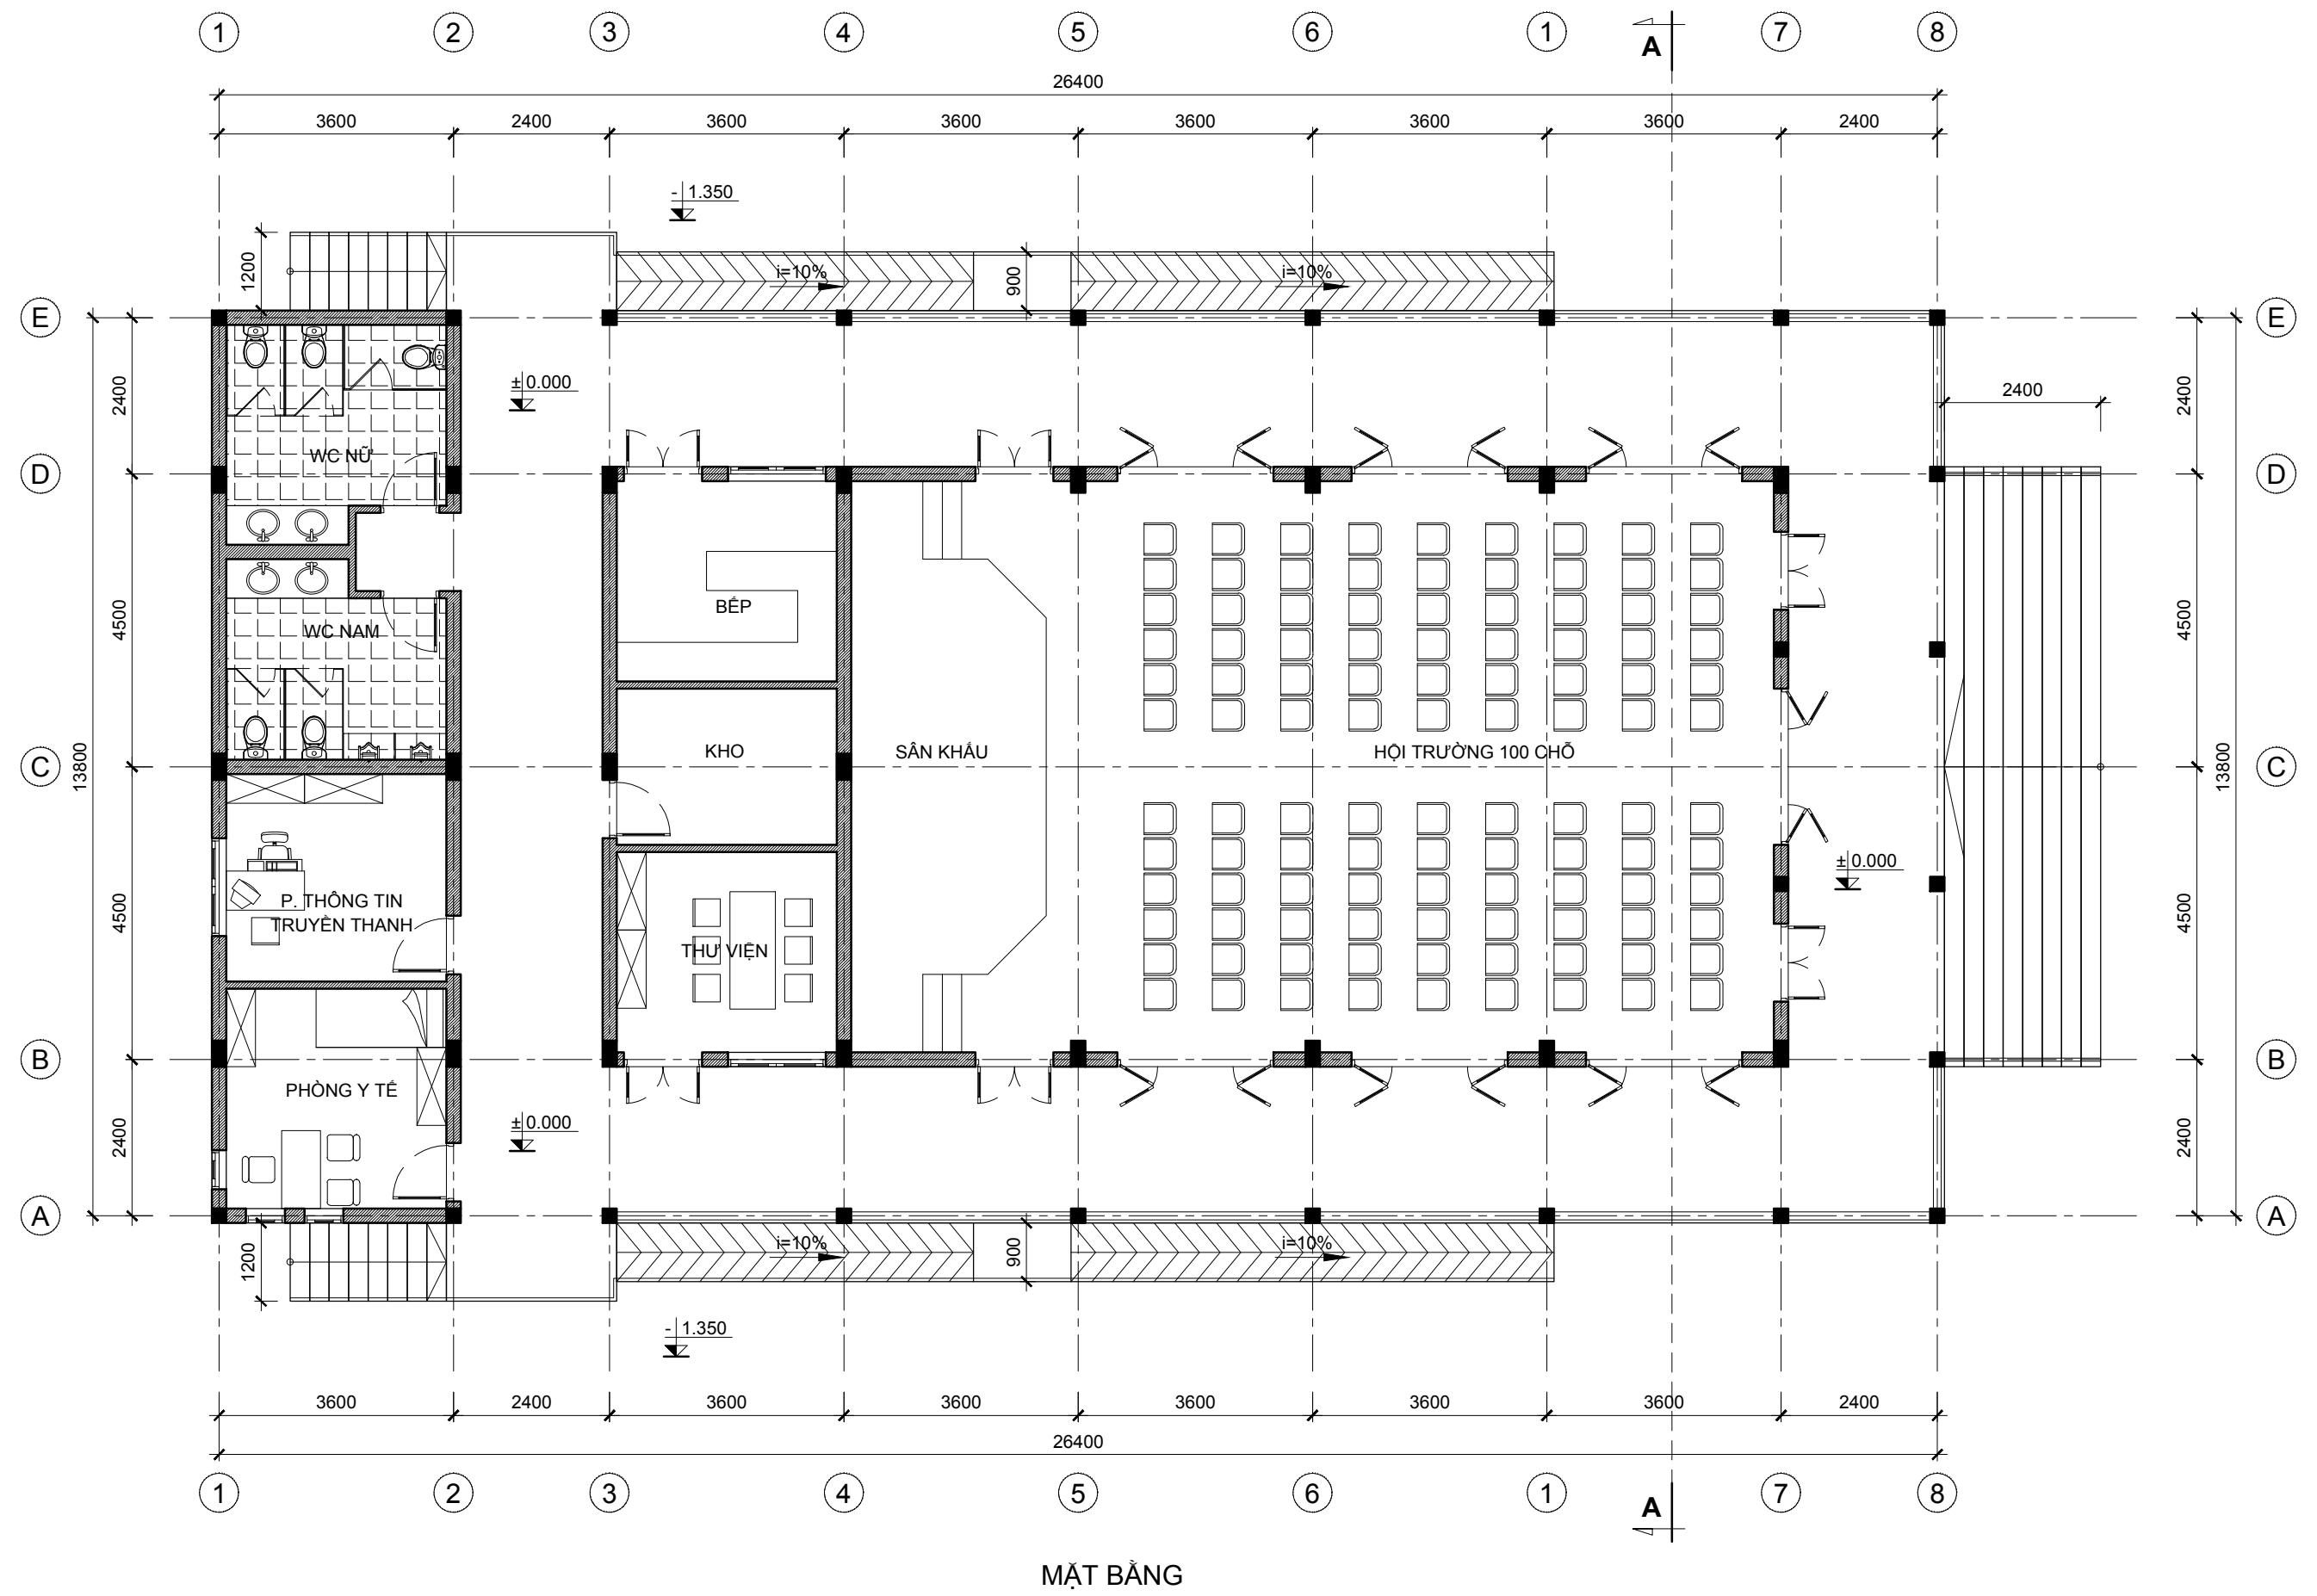 1 2 3 4 5 6 1 A 7 8
26400
3600 2400 3600 3600 3600 3600 3600 2400
- 1.350
1200
i=10%
900
i=10%
E
E
2400
± 0.000
2400
2400
WC NỮ
D
D
4500
BẾP
4500
WC NAM
13800
KHO
SÂN KHẤU
HỘI TRƯỜNG 100 CHỖ
13800
C
C
± 0.000
P. THÔNG TIN
TRUYỀN THANH
4500
THƯ VIỆN
4500
B
B
PHÒNG Y TẾ
± 0.000
2400
2400
A
A
1200
i=10%
900
i=10%
- 1.350
3600 2400 3600 3600 3600 3600 3600 2400
26400
1 2 3 4 5 6 1 A 7 8
MẶT BẰNG